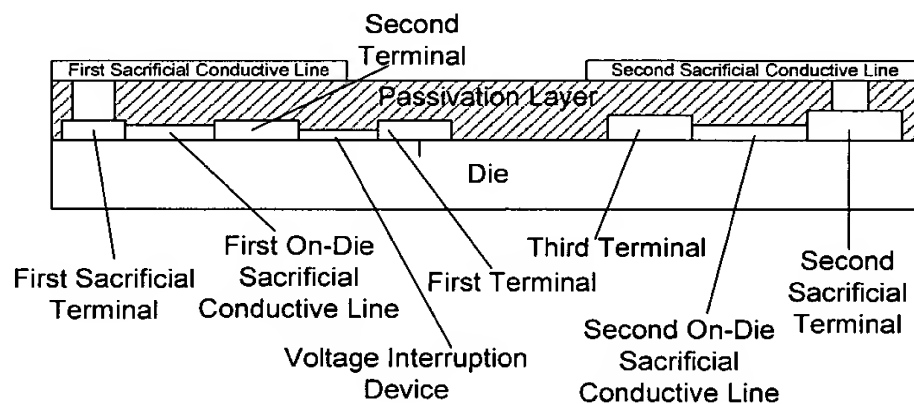 Second
Terminal
First Sacrificial Conductive Line
Second Sacrificial Conductive Line
Passivation Layer
Die
First Sacrificial
Terminal
First On-Die
Sacrificial
Conductive Line
Voltage Interruption
Device
First Terminal
Third Terminal
Second On-Die
Sacrificial
Conductive Line
Second
Sacrificial
Terminal